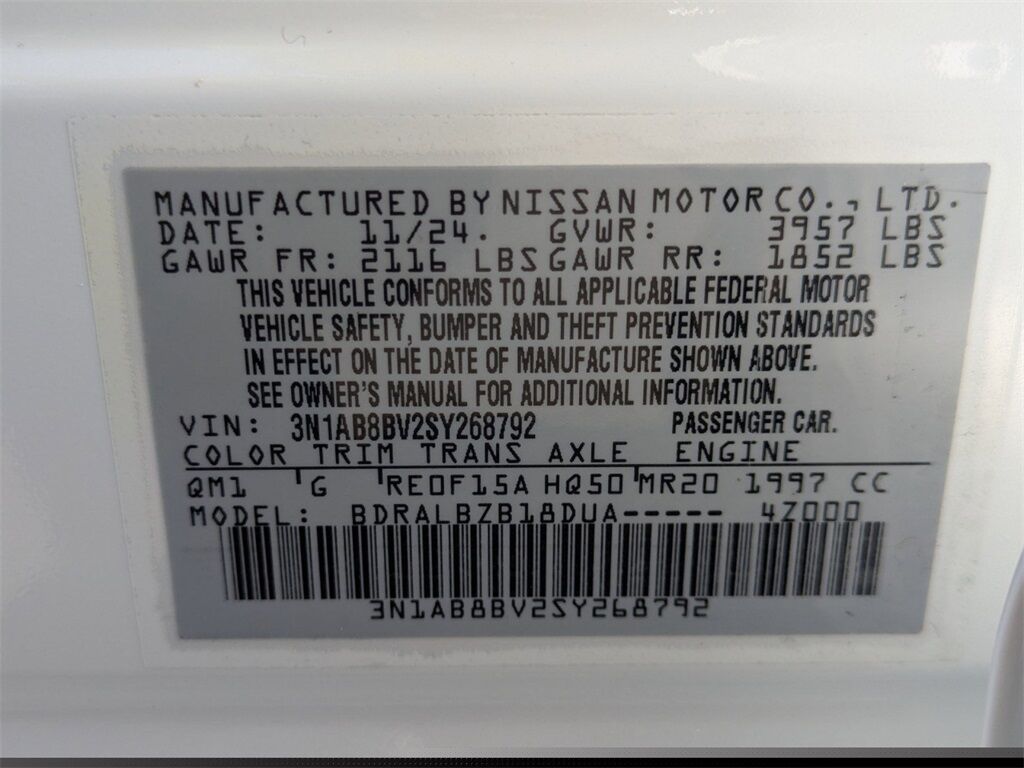 MANUFACTURED BY NISSAN MOTOR CO., LTD.
DATE: 11/24. GVWR: 3957 LBS
GAWR FR: 2116 LBS GAWR RR: 1852 LBS
THIS VEHICLE CONFORMS TO ALL APPLICABLE FEDERAL MOTOR
VEHICLE SAFETY, BUMPER AND THEFT PREVENTION STANDARDS
IN EFFECT ON THE DATE OF MANUFACTURE SHOWN ABOVE.
SEE OWNER'S MANUAL FOR ADDITIONAL INFORMATION.
VIN: 3N1AB8BV2SY268792 PASSENGER CAR.
COLOR TRIM TRANS AXLE ENGINE
QM1 G RE0F15A HQ50 MR20 1997 CC
MODEL: BDRALBZB18DUA----- 4Z000
3N1AB8BV2SY268792